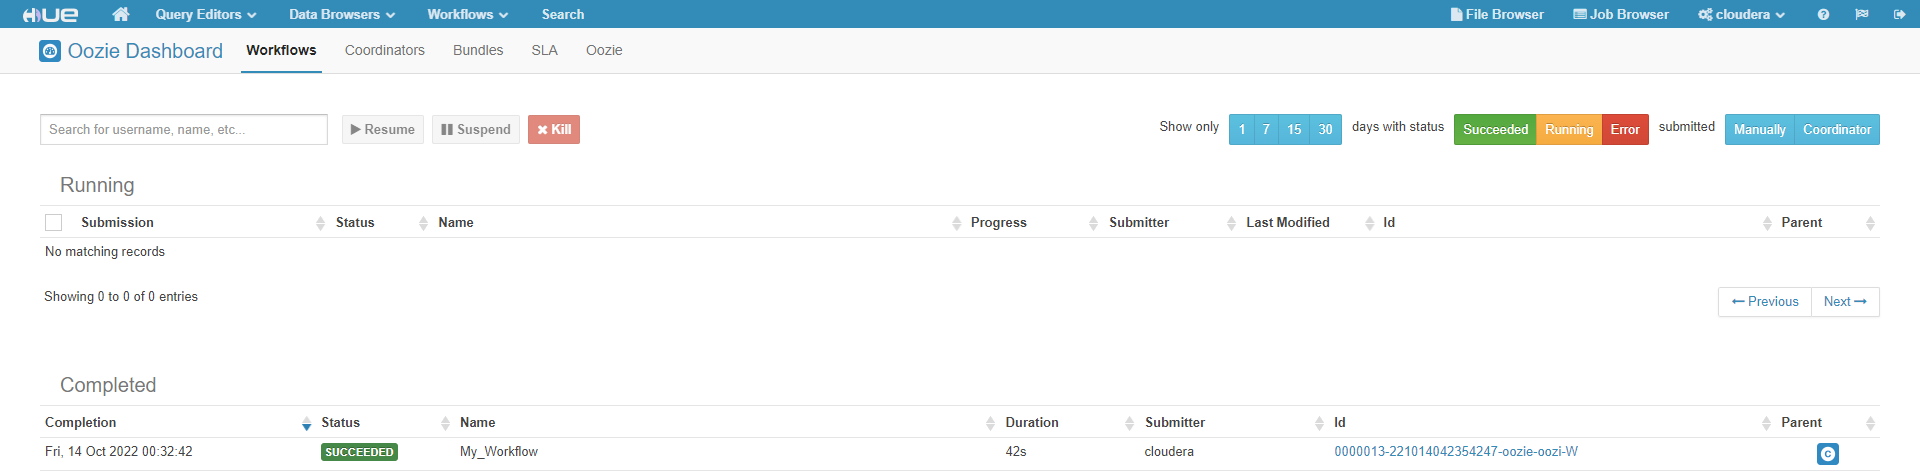 HUE Query Editors Data Browsers Workflows Search File Browser Job Browser cloudera
Oozie Dashboard Workflows Coordinators Bundles SLA Oozie
Search for username, name, etc... Resume Suspend Kill Show only 1 7 15 30 days with status Succeeded Running Error submitted Manually Coordinator
Running
Submission Status Name Progress Submitter Last Modified Id Parent
No matching records
Showing 0 to 0 of 0 entries
Previous Next
Completed
Completion Status Name Duration Submitter Id Parent
Fri, 14 Oct 2022 00:32:42 SUCCEEDED My_Workflow 42s cloudera 0000013-221014042354247-oozie-oozi-W C